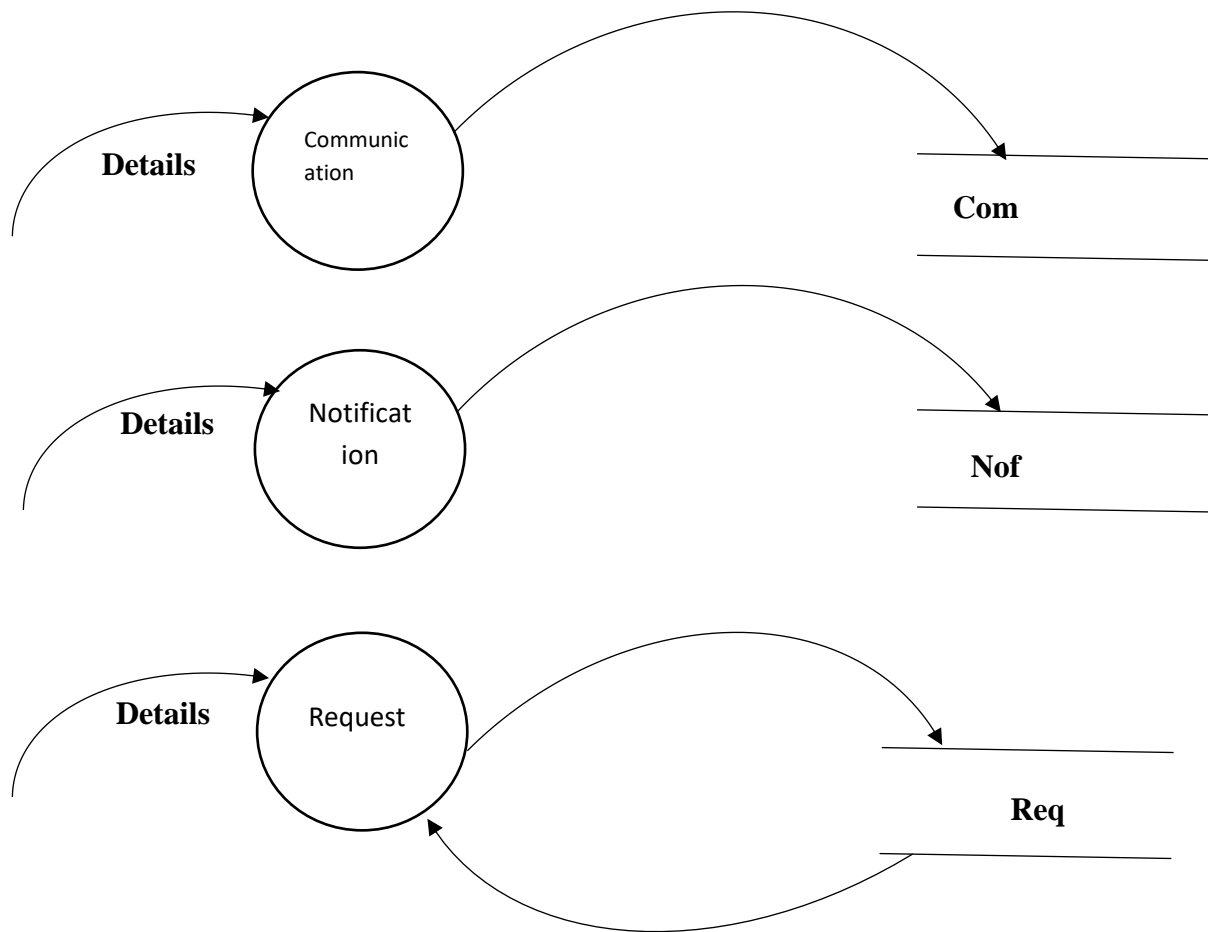 Details
Communic
ation
Com
Details
Notificat
ion
Nof
Details
Request
Req